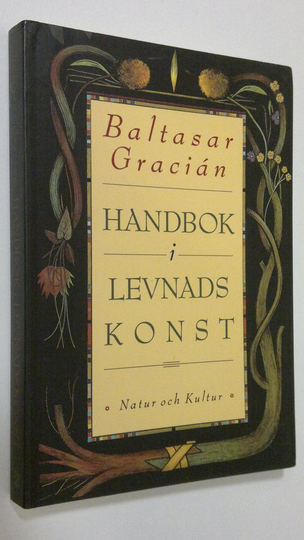 Baltasar
Gracián
HANDBOK
i
LEVNADS
KONST
Natur och Kultur